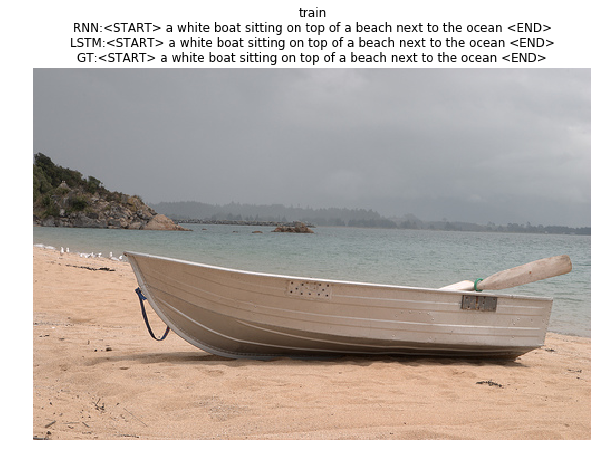 train
RNN:<START> a white boat sitting on top of a beach next to the ocean <END>
LSTM:<START> a white boat sitting on top of a beach next to the ocean <END>
GT:<START> a white boat sitting on top of a beach next to the ocean <END>